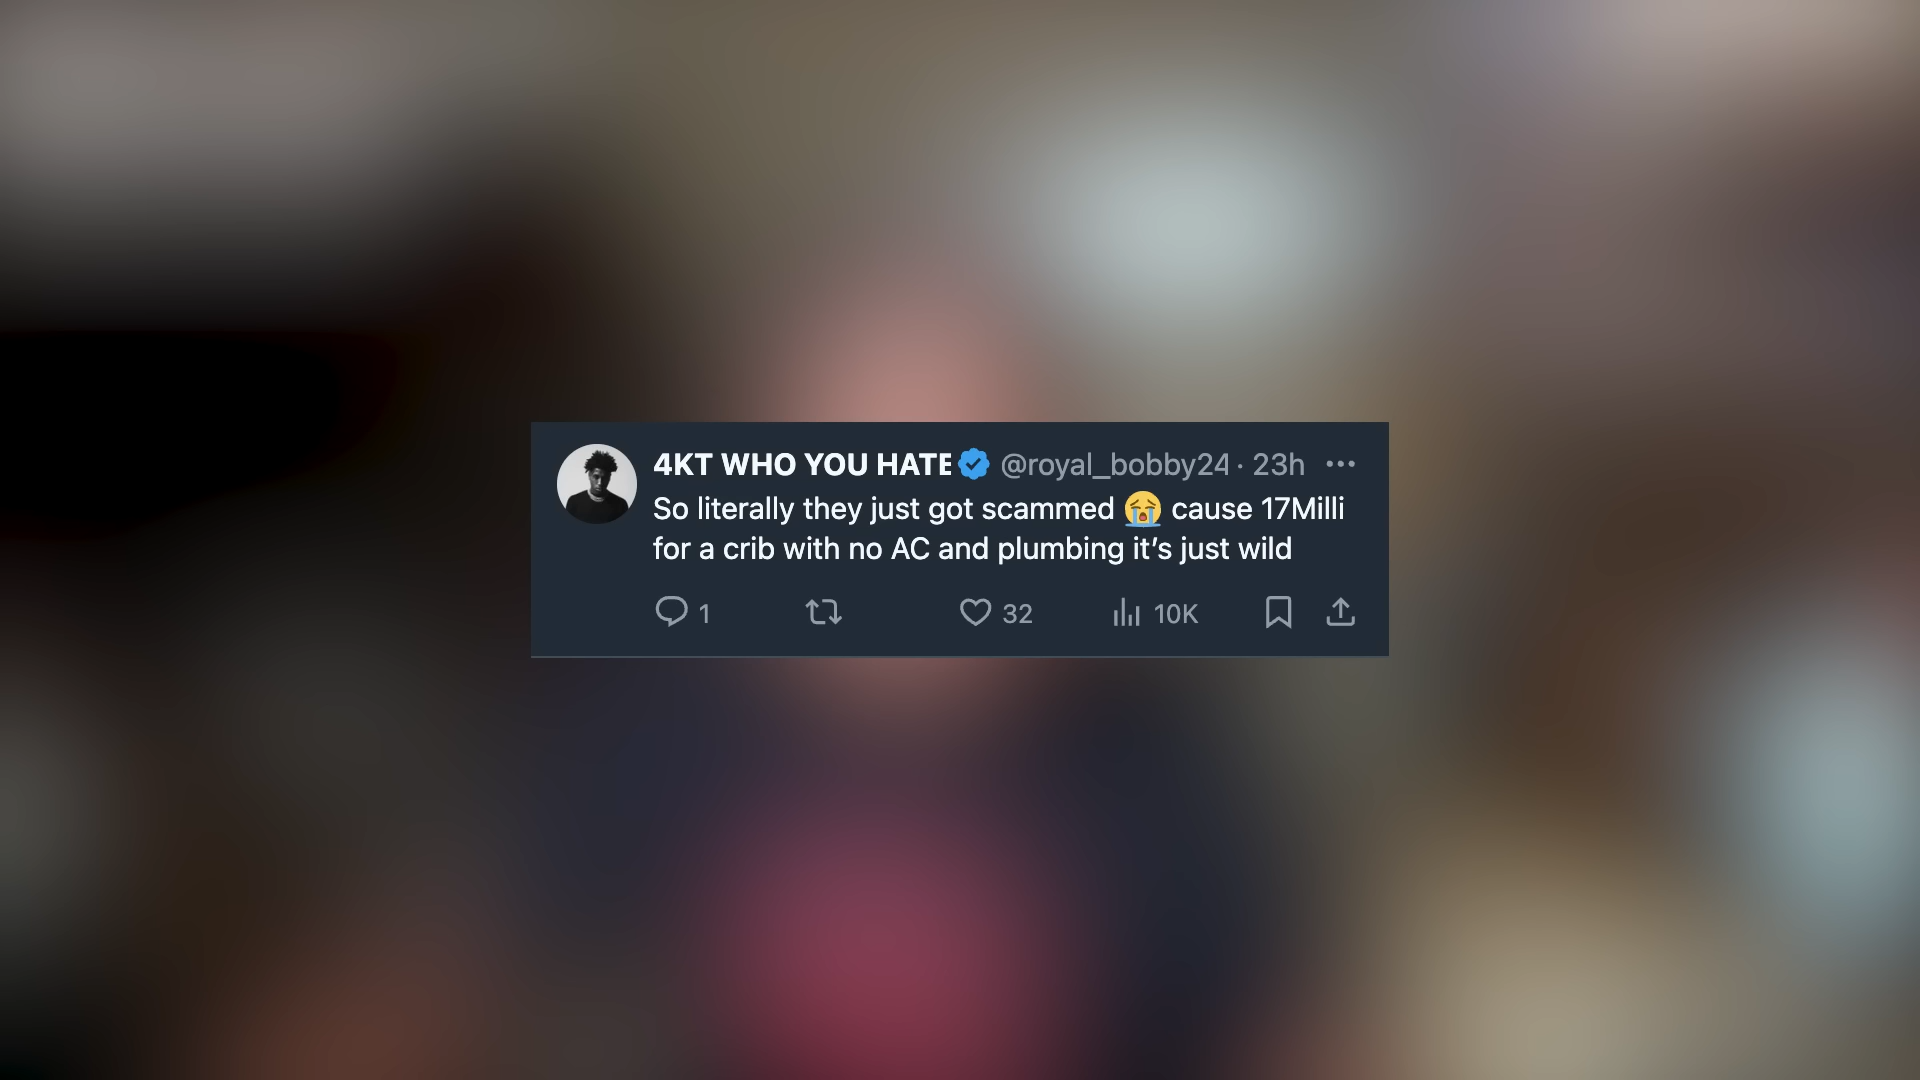 4KT WHO YOU HATE @royal_bobby24 · 23h
So literally they just got scammed 😭 cause 17Milli
for a crib with no AC and plumbing it’s just wild
1 32 10K